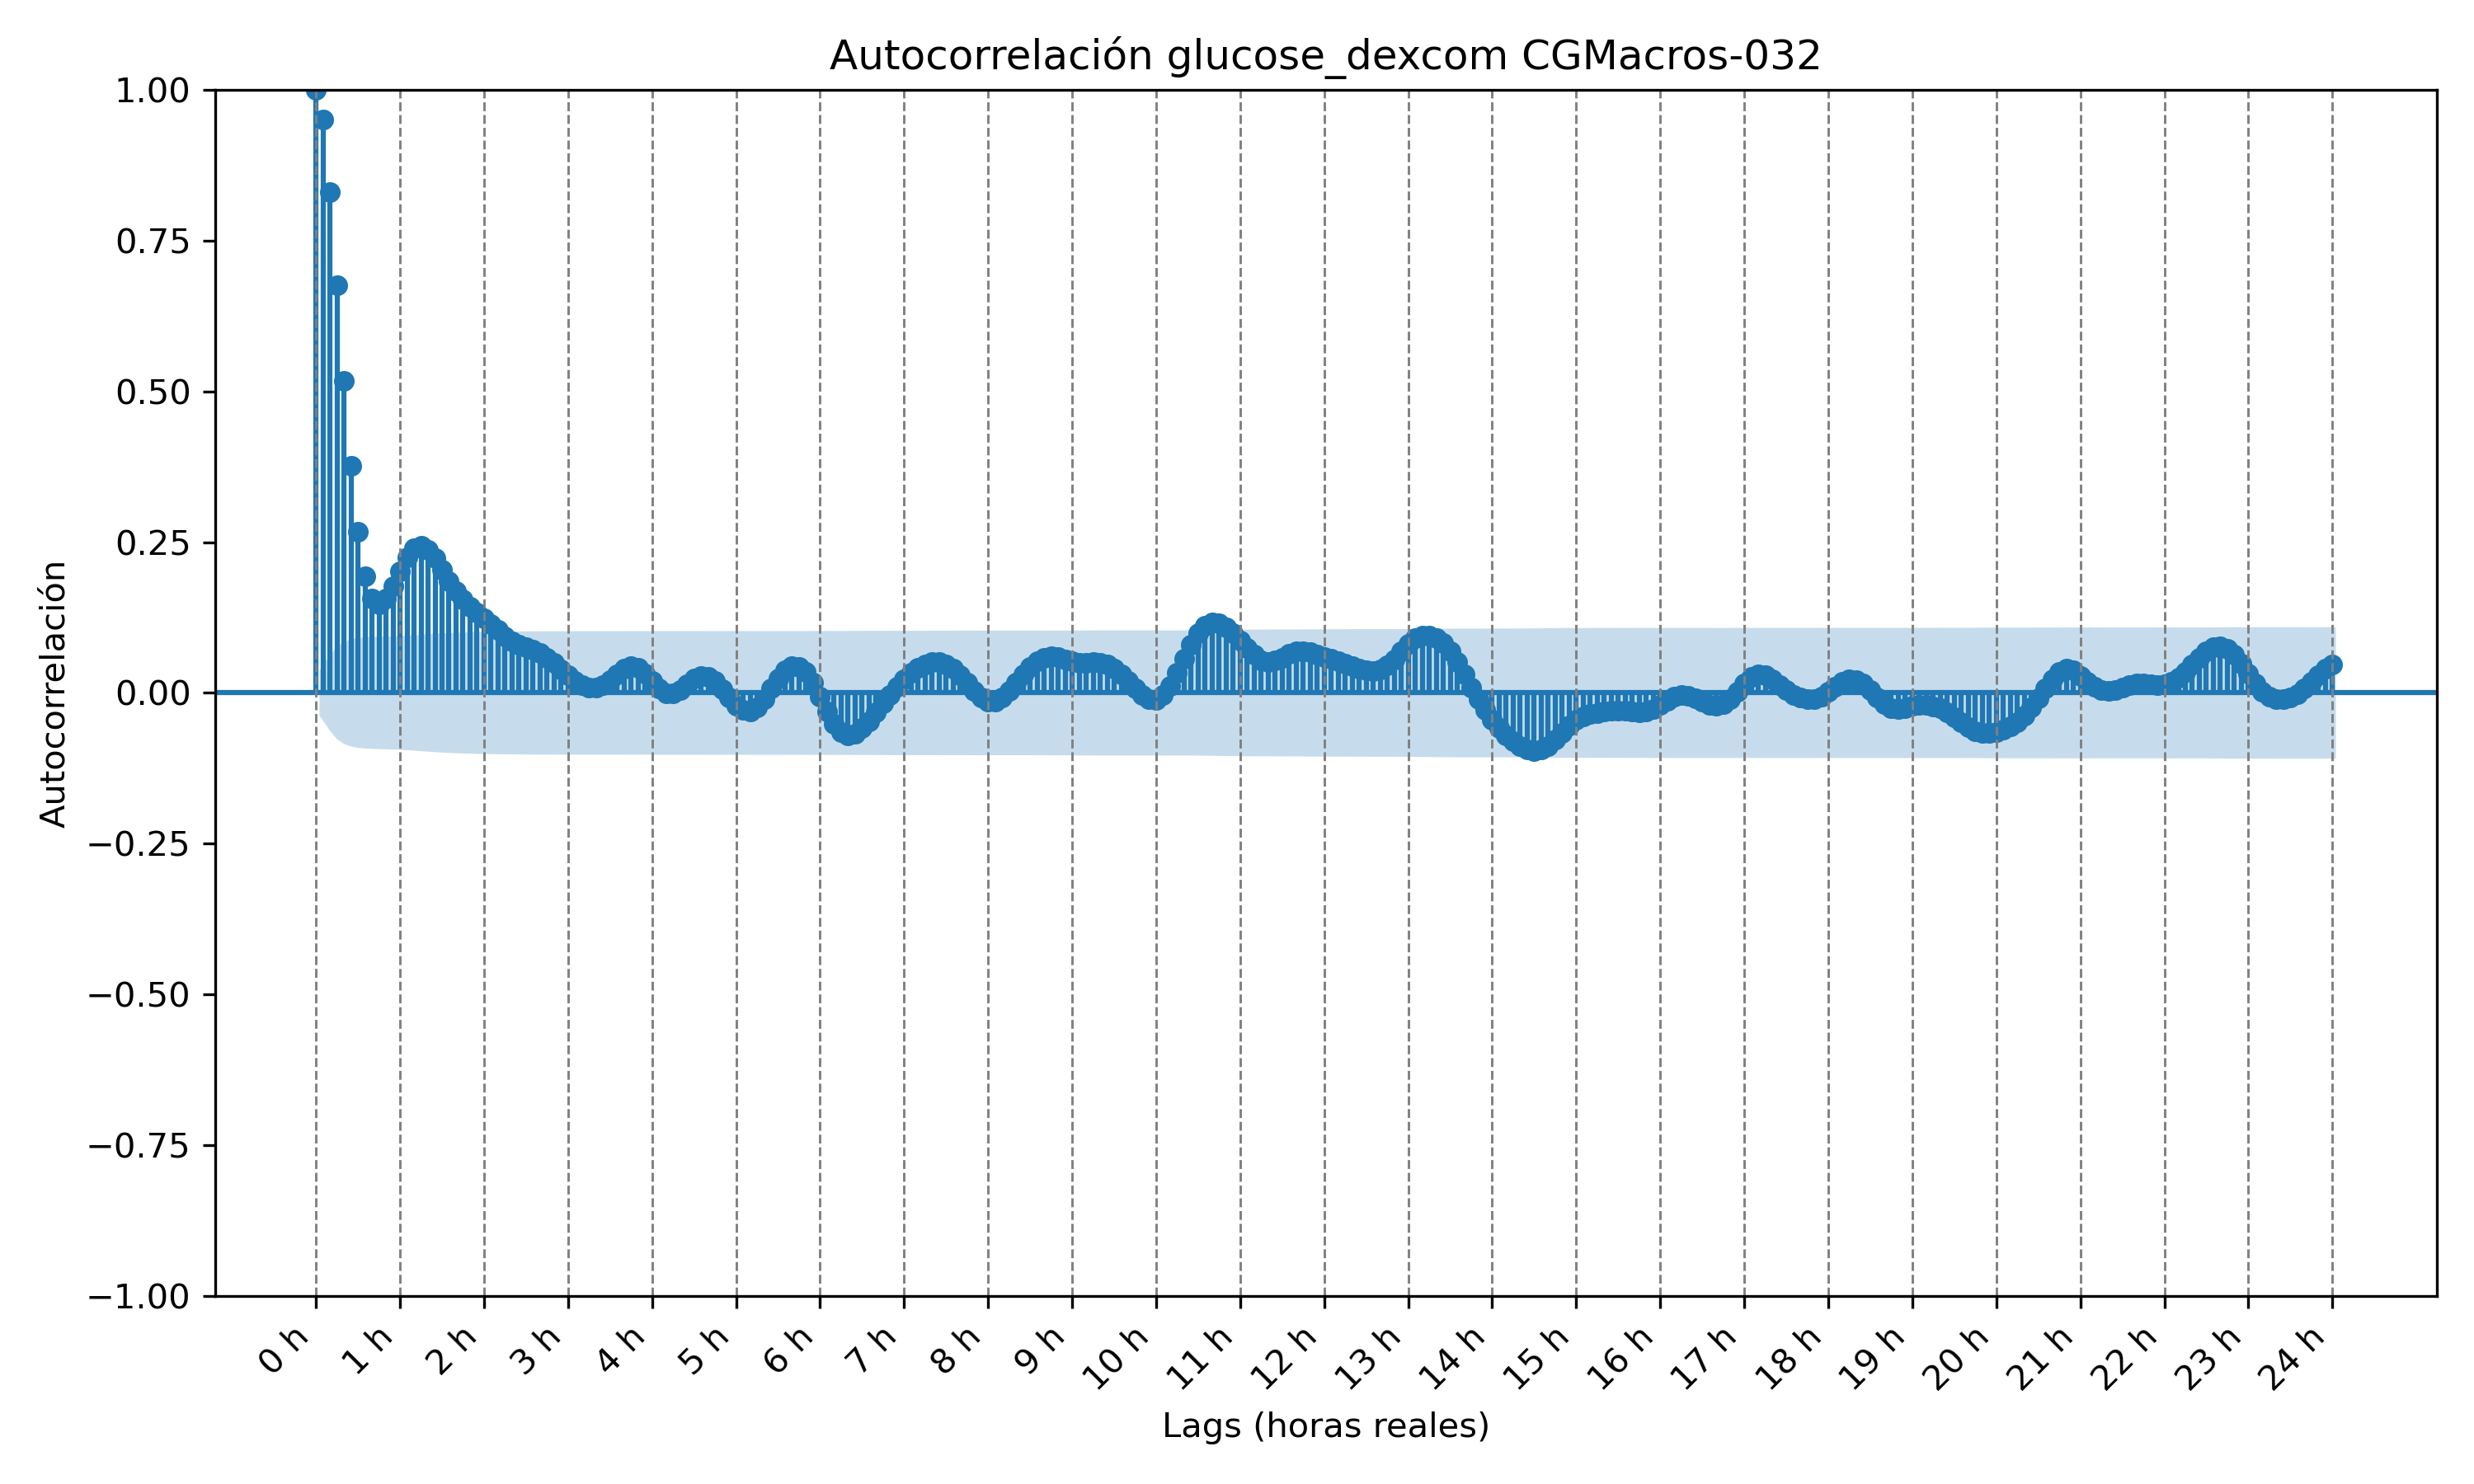 Autocorrelación glucose_dexcom CGMacros-032
1.00
0.75
0.50
0.25
0.00
−0.25
−0.50
−0.75
−1.00
Autocorrelación
0 h
1 h
2 h
3 h
4 h
5 h
6 h
7 h
8 h
9 h
10 h
11 h
12 h
13 h
14 h
15 h
16 h
17 h
18 h
19 h
20 h
21 h
22 h
23 h
24 h
Lags (horas reales)